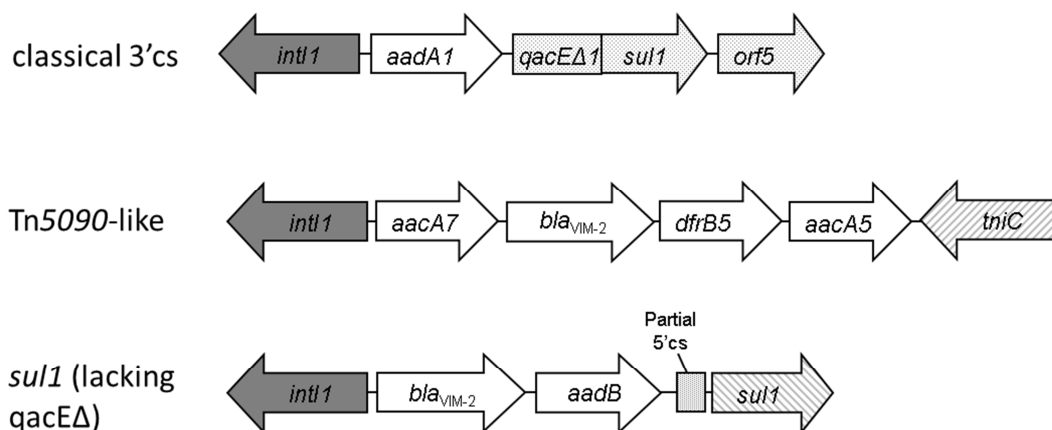 classical 3'cs
intI1 aadA1 qacEΔ1 sul1 orf5
Tn5090-like
intI1 aacA7 blaVIM-2 dfrB5 aacA5 tniC
Partial
5'cs
sul1 (lacking
qacEΔ)
intI1 blaVIM-2 aadB sul1